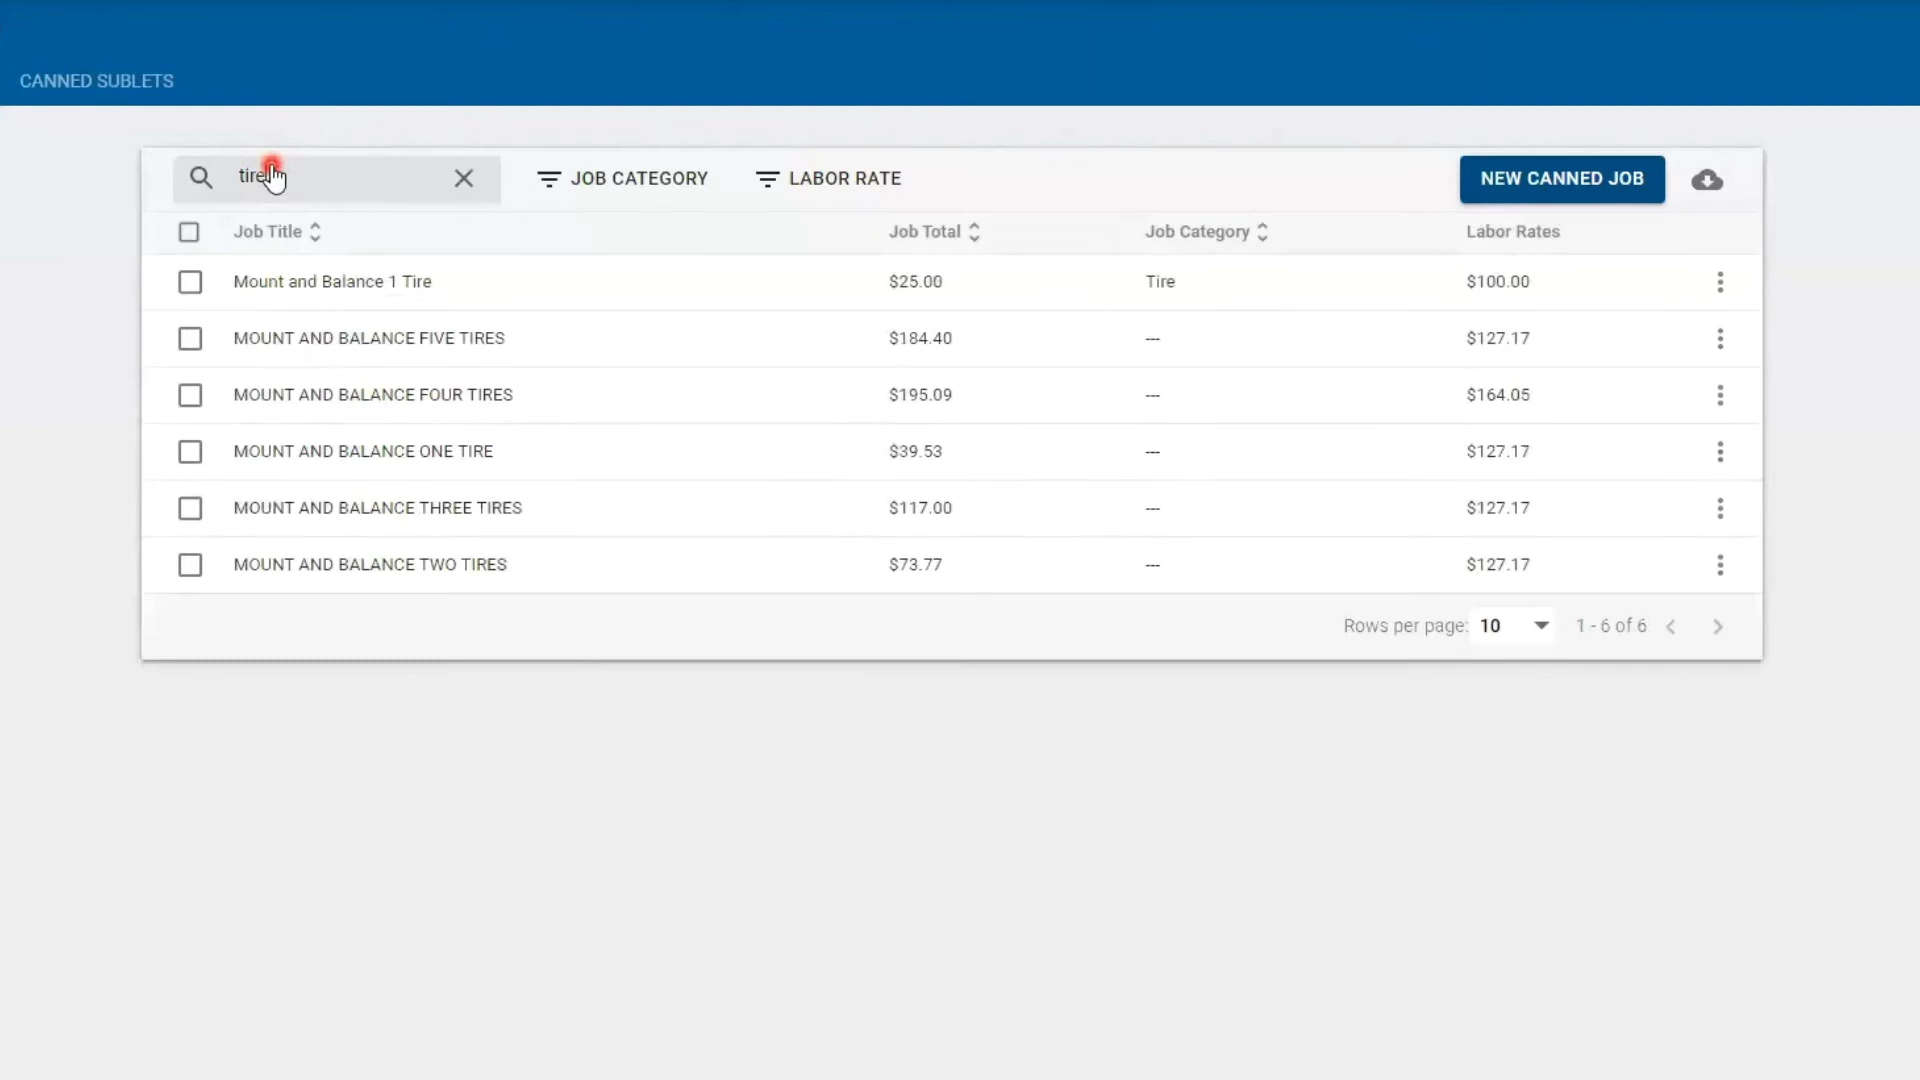 CANNED SUBLETS
tire
JOB CATEGORY
LABOR RATE
NEW CANNED JOB
Job Title
Job Total
Job Category
Labor Rates
Mount and Balance 1 Tire $25.00 Tire $100.00
MOUNT AND BALANCE FIVE TIRES $184.40 --- $127.17
MOUNT AND BALANCE FOUR TIRES $195.09 --- $164.05
MOUNT AND BALANCE ONE TIRE $39.53 --- $127.17
MOUNT AND BALANCE THREE TIRES $117.00 --- $127.17
MOUNT AND BALANCE TWO TIRES $73.77 --- $127.17
Rows per page: 10 1 - 6 of 6